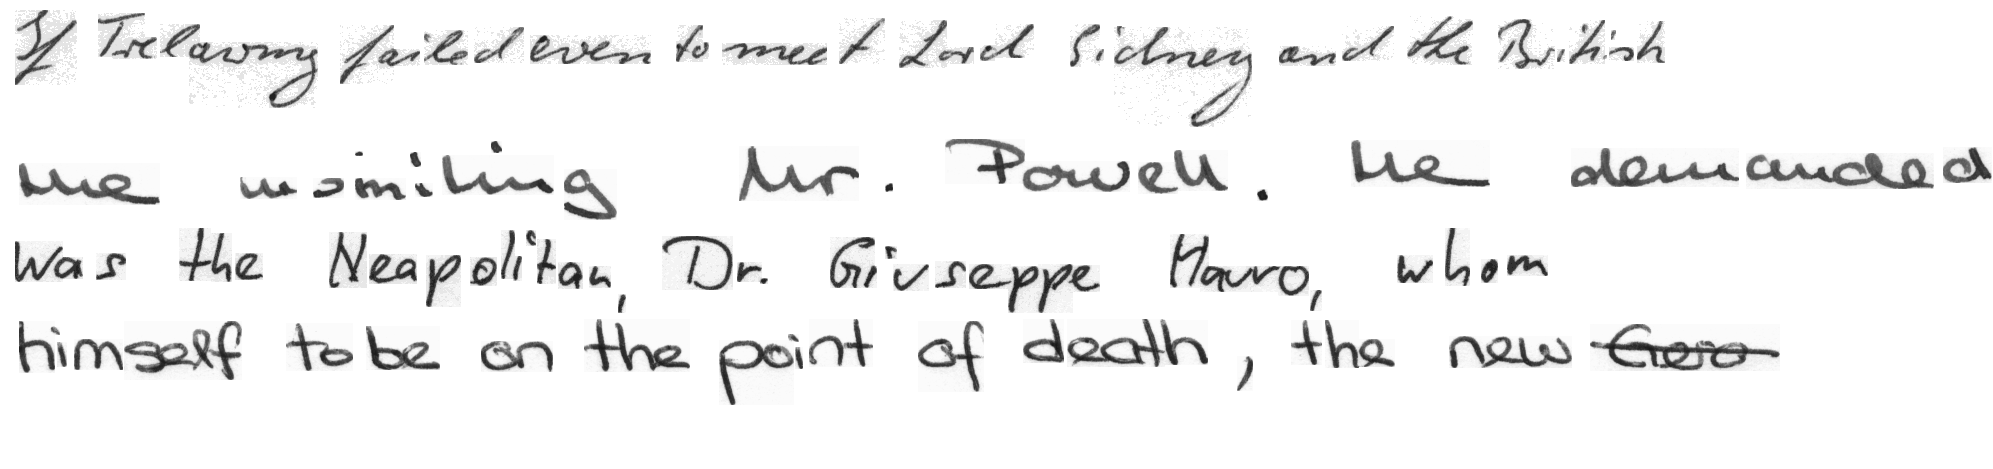 If Trelawny failed even to meet Lord Sidney and the British
the unsmiling Mr. Powell. He demanded
was the Neapolitan, Dr. Giuseppe Mauro, whom
himself to be on the point of death, the new